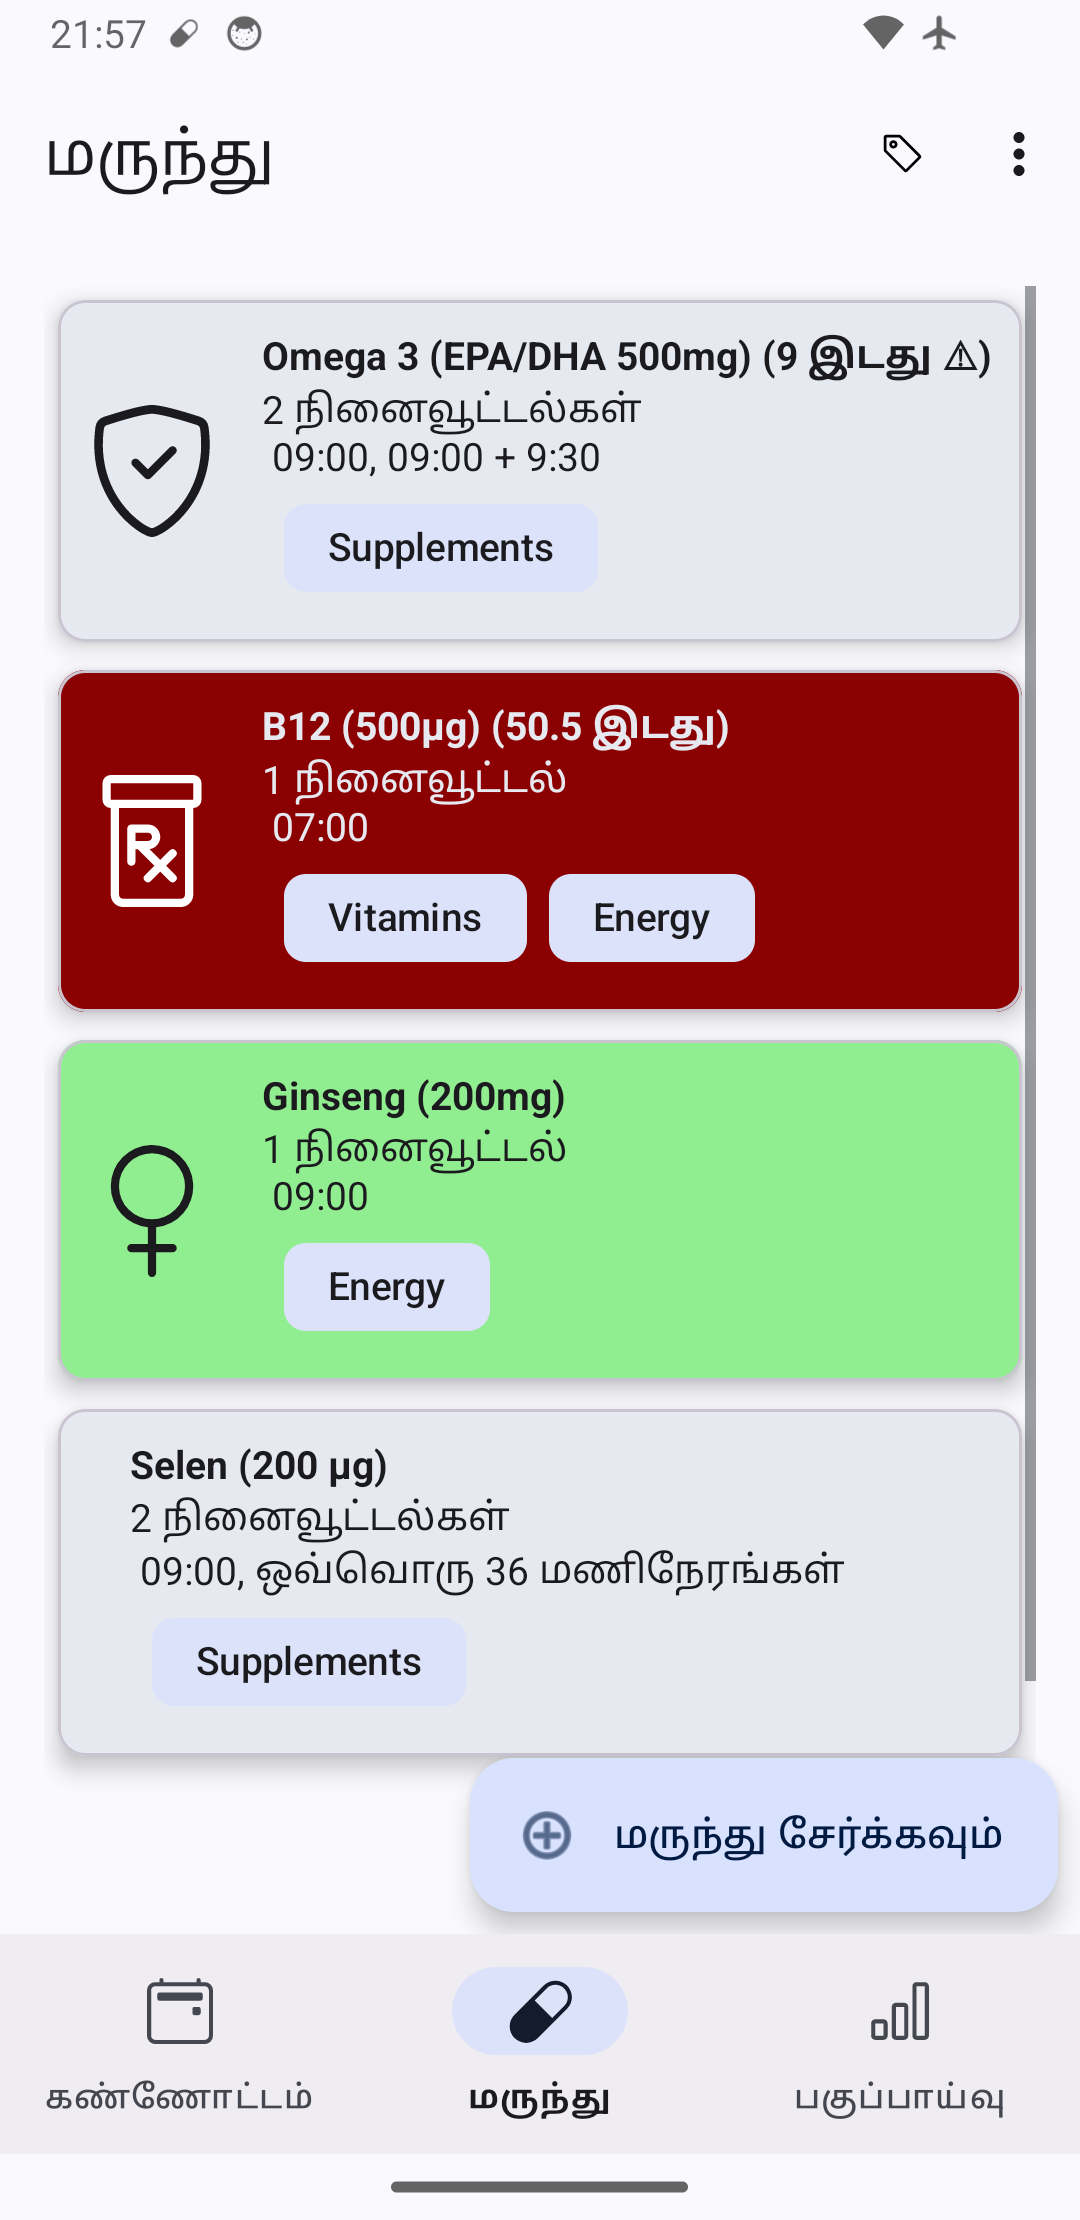 21:57
மருந்து
Omega 3 (EPA/DHA 500mg) (9 இடது ⚠)
2 நினைவூட்டல்கள்
09:00, 09:00 + 9:30
Supplements
B12 (500µg) (50.5 இடது)
1 நினைவூட்டல்
07:00
Vitamins Energy
Ginseng (200mg)
1 நினைவூட்டல்
09:00
Energy
Selen (200 µg)
2 நினைவூட்டல்கள்
09:00, ஒவ்வொரு 36 மணிநேரங்கள்
Supplements
மருந்து சேர்க்கவும்
கண்ணோட்டம் மருந்து பகுப்பாய்வு